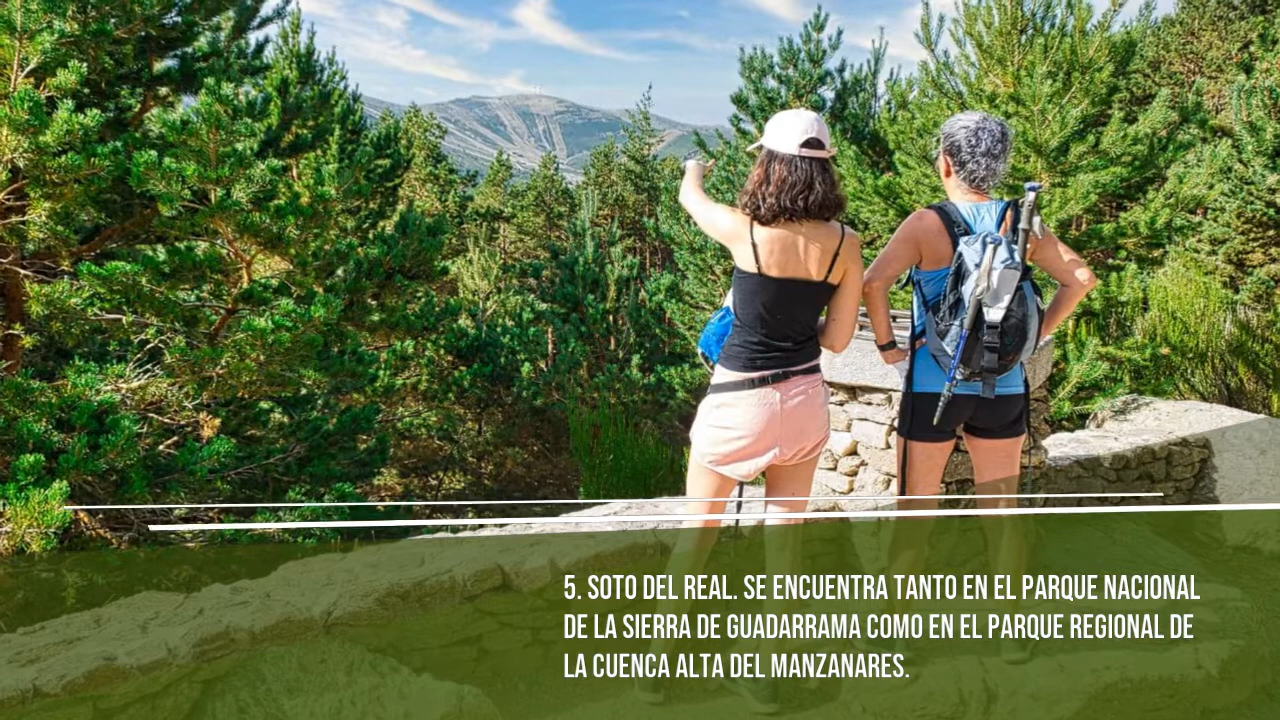 5. SOTO DEL REAL. SE ENCUENTRA TANTO EN EL PARQUE NACIONAL
DE LA SIERRA DE GUADARRAMA COMO EN EL PARQUE REGIONAL DE
LA CUENCA ALTA DEL MANZANARES.